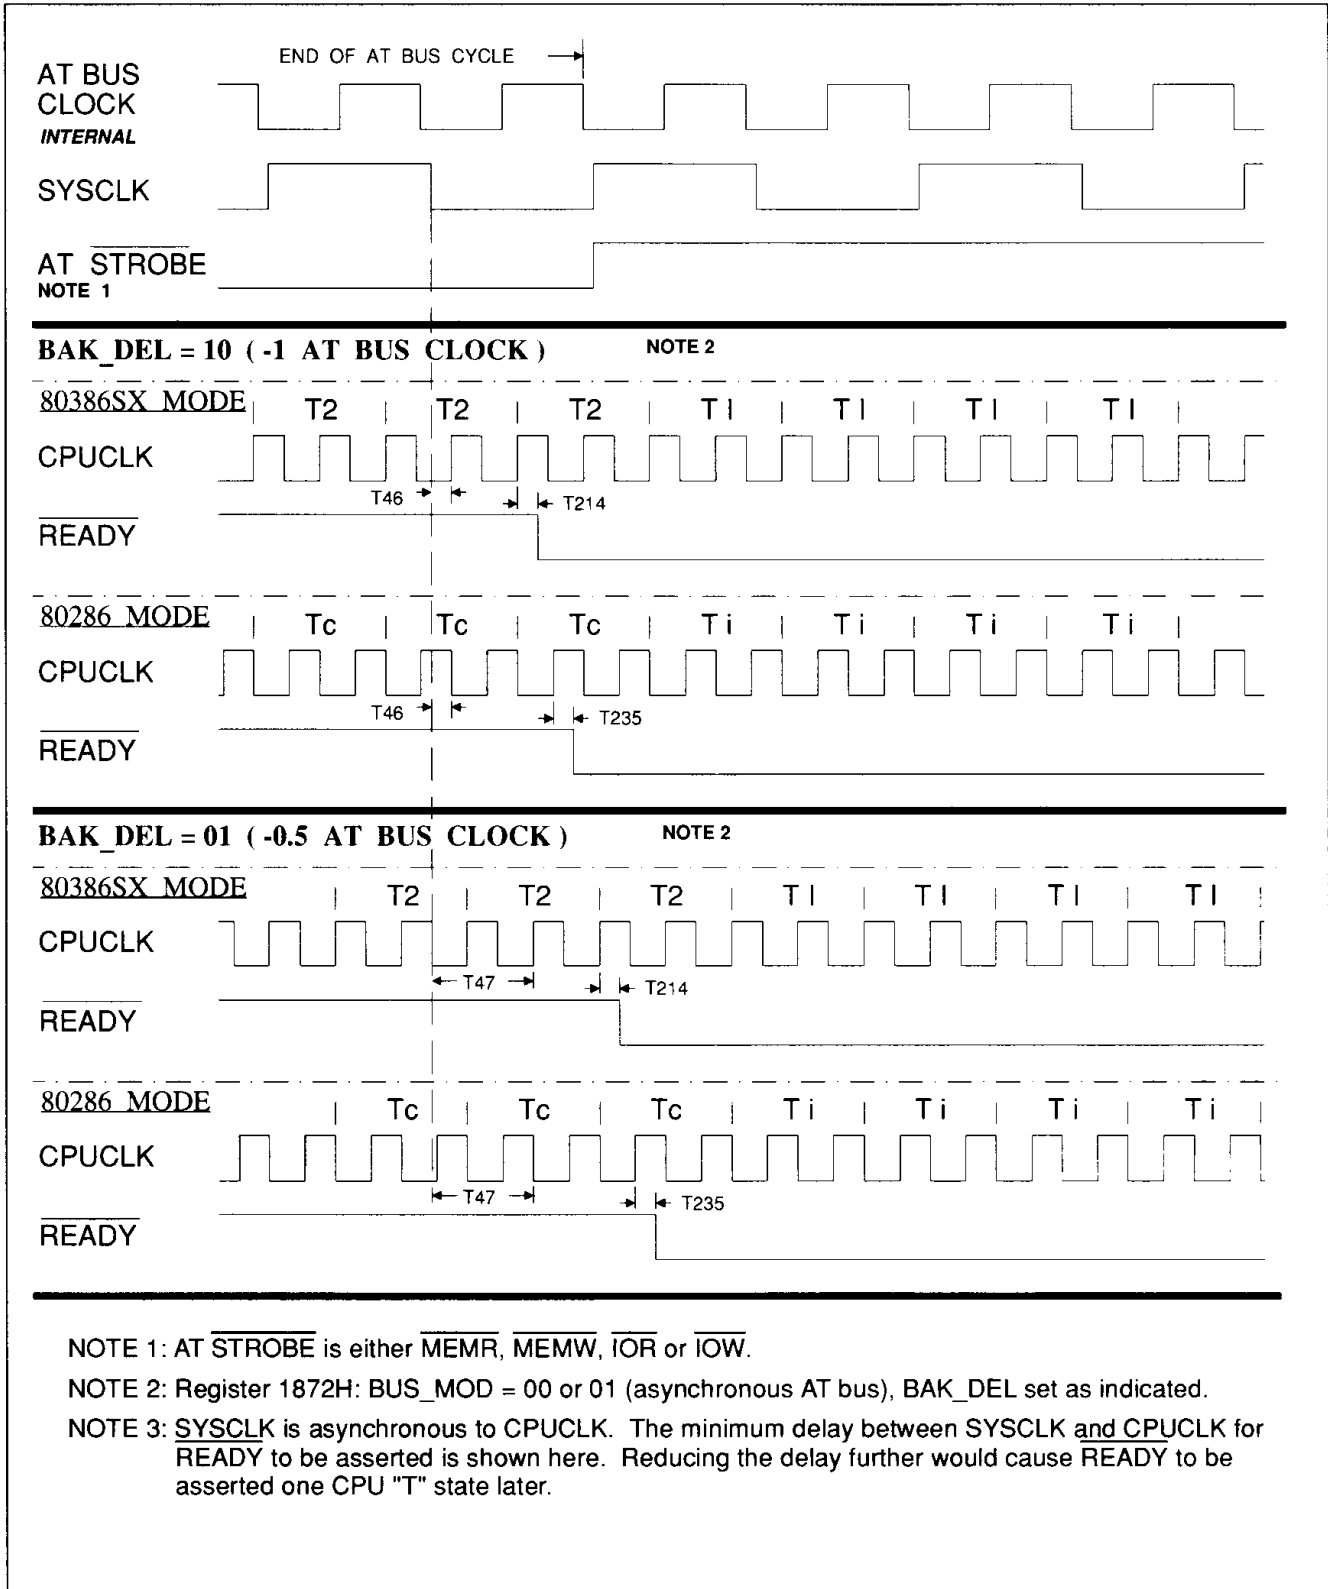 END OF AT BUS CYCLE
AT BUS
CLOCK
INTERNAL
SYSCLK
AT STROBE
NOTE 1
BAK_DEL = 10 ( -1 AT BUS CLOCK )
NOTE 2
80386SX MODE
T2 T2 T2 T I T I T I T I
CPUCLK
T46 T214
READY
80286 MODE
Tc Tc Tc T i T i T i T i
CPUCLK
T46 T235
READY
BAK_DEL = 01 ( -0.5 AT BUS CLOCK )
NOTE 2
80386SX MODE
T2 T2 T2 T I T I T I T I
CPUCLK
T47 T214
READY
80286 MODE
Tc Tc Tc T i T i T i T i
CPUCLK
T47 T235
READY
NOTE 1: AT STROBE is either MEMR, MEMW, IOR or IOW.
NOTE 2: Register 1872H: BUS_MOD = 00 or 01 (asynchronous AT bus), BAK_DEL set as indicated.
NOTE 3: SYSCLK is asynchronous to CPUCLK. The minimum delay between SYSCLK and CPUCLK for
READY to be asserted is shown here. Reducing the delay further would cause READY to be
asserted one CPU "T" state later.